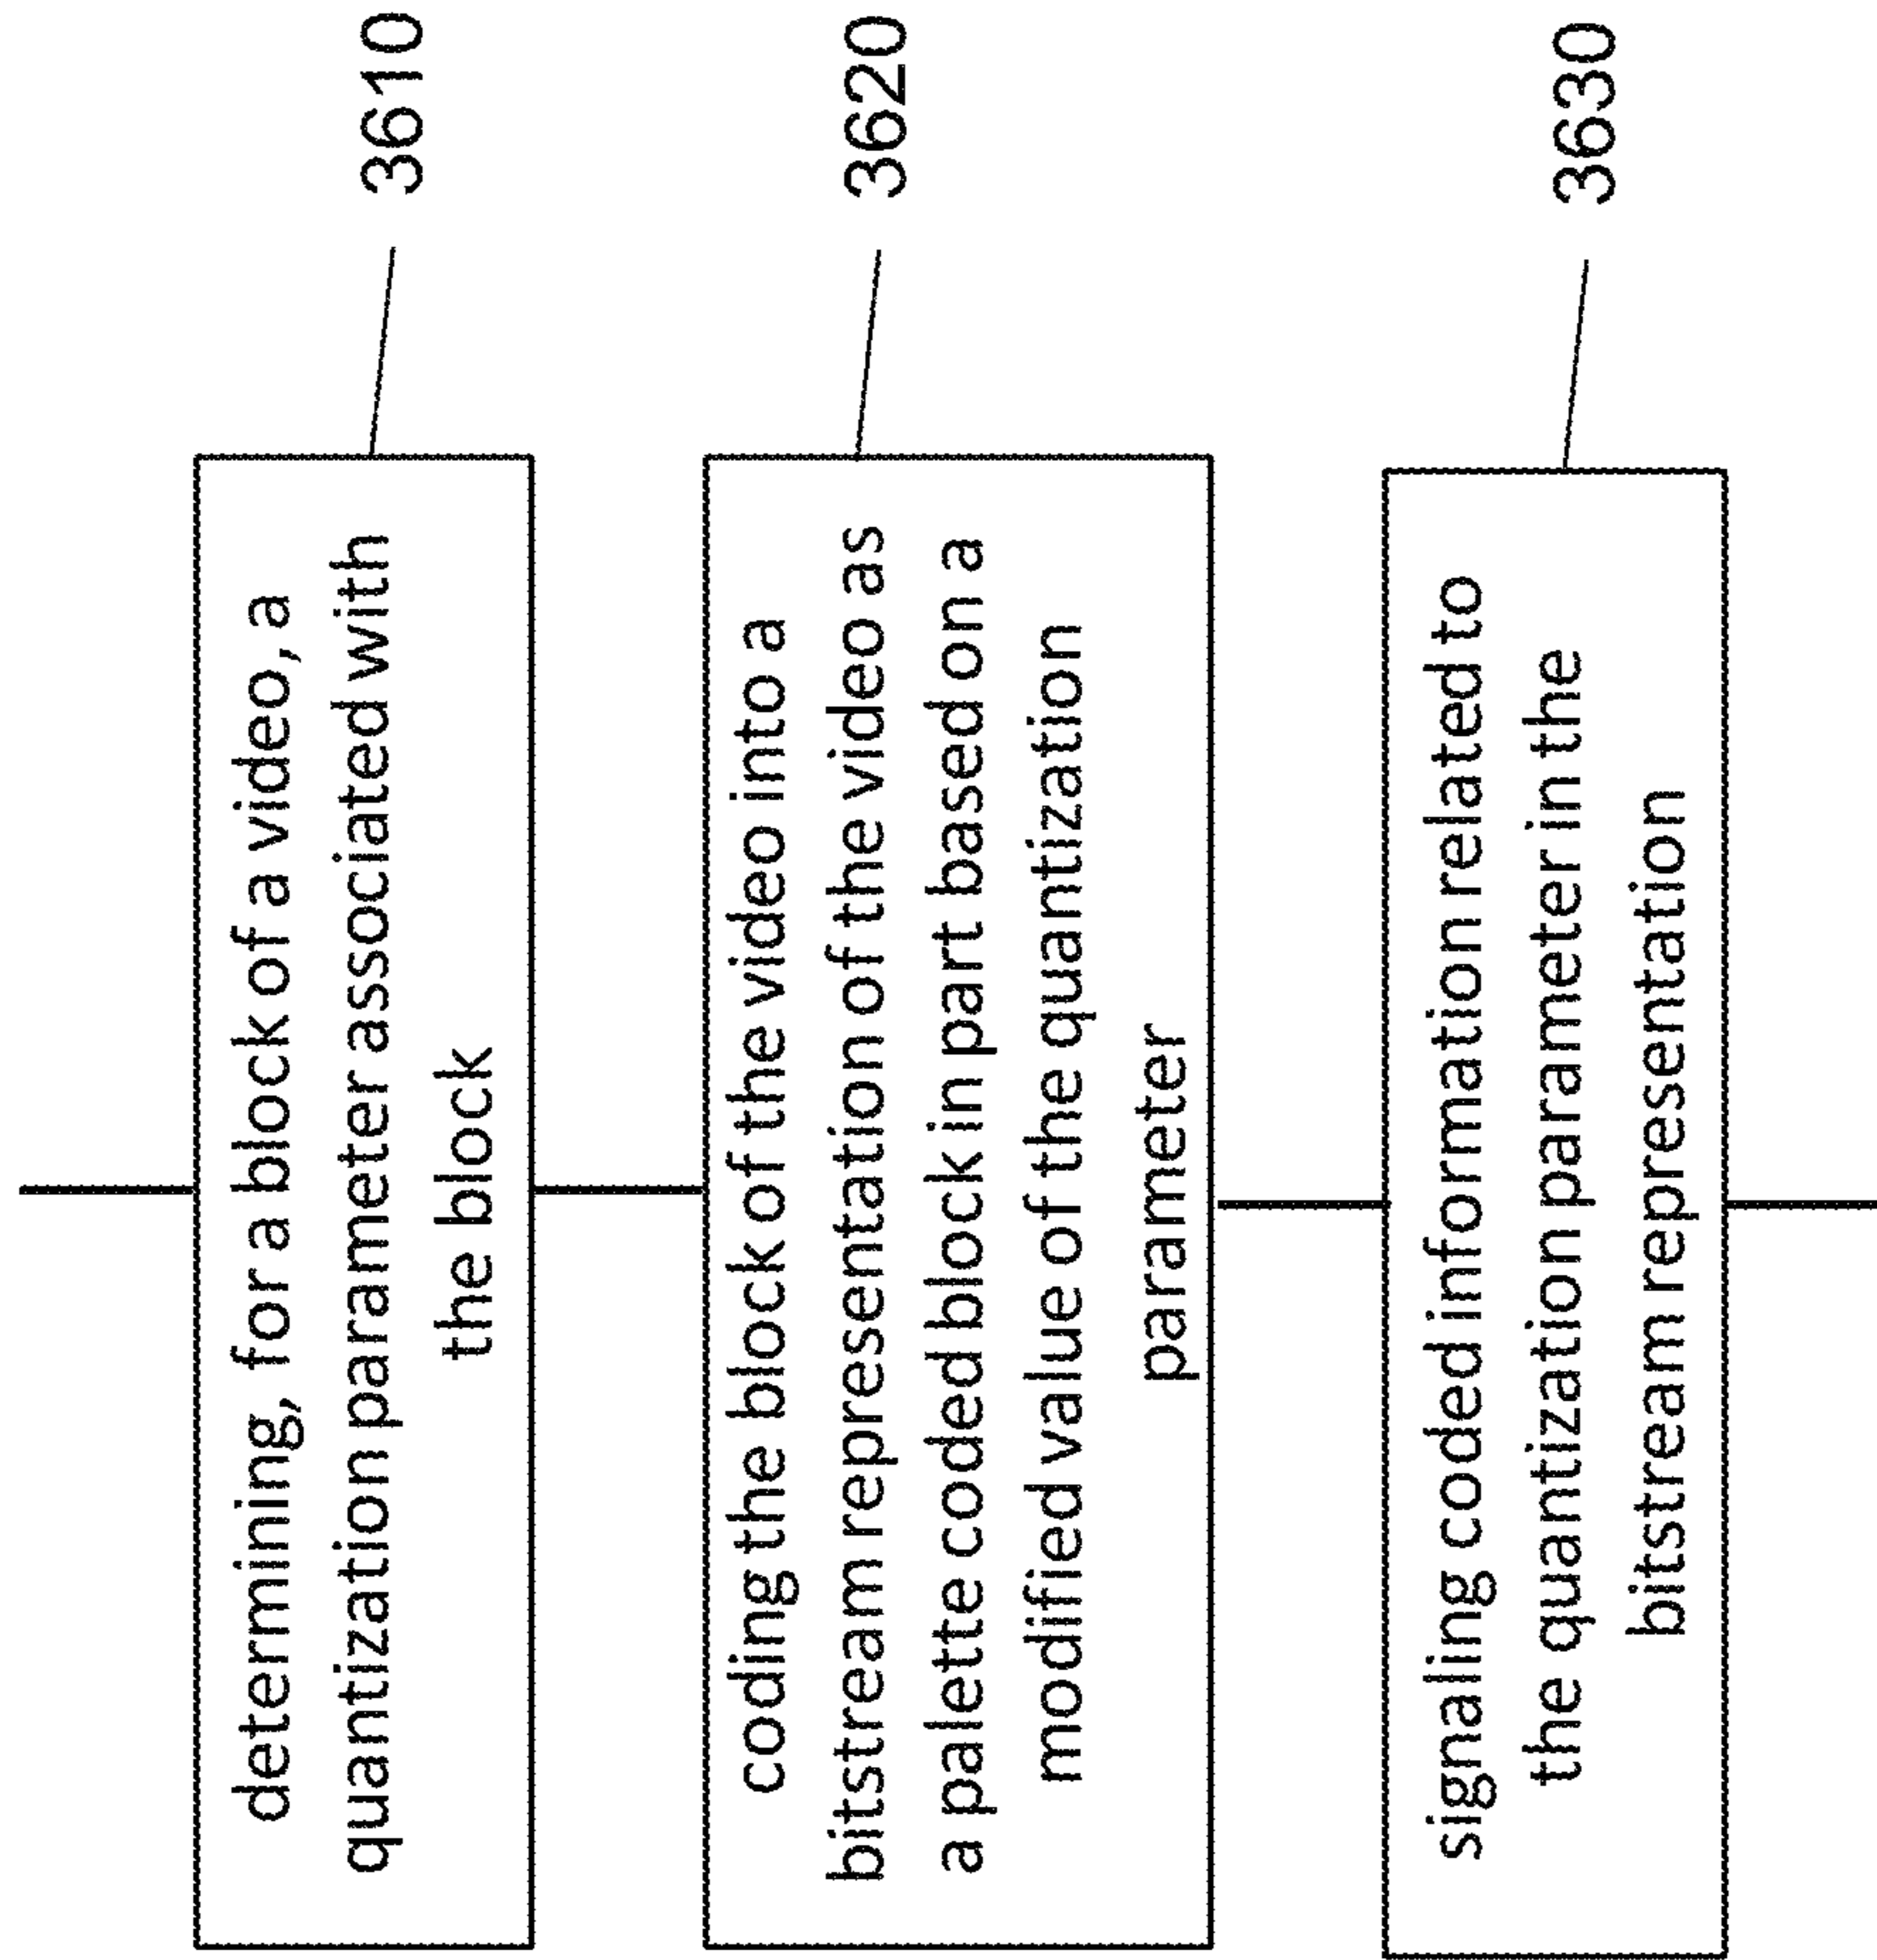 determining, for a block of a video, a
quantization parameter associated with
the block
3610
coding the block of the video into a
bitstream representation of the video as
a palette coded block in part based on a
modified value of the quantization
parameter
3620
signaling coded information related to
the quantization parameter in the
bitstream representation
3630